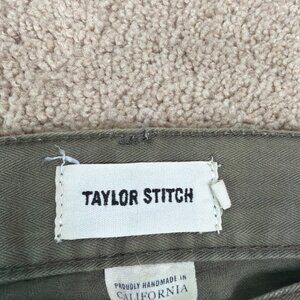 TAYLOR STITCH
PROUDLY HANDMADE IN
CALIFORNIA